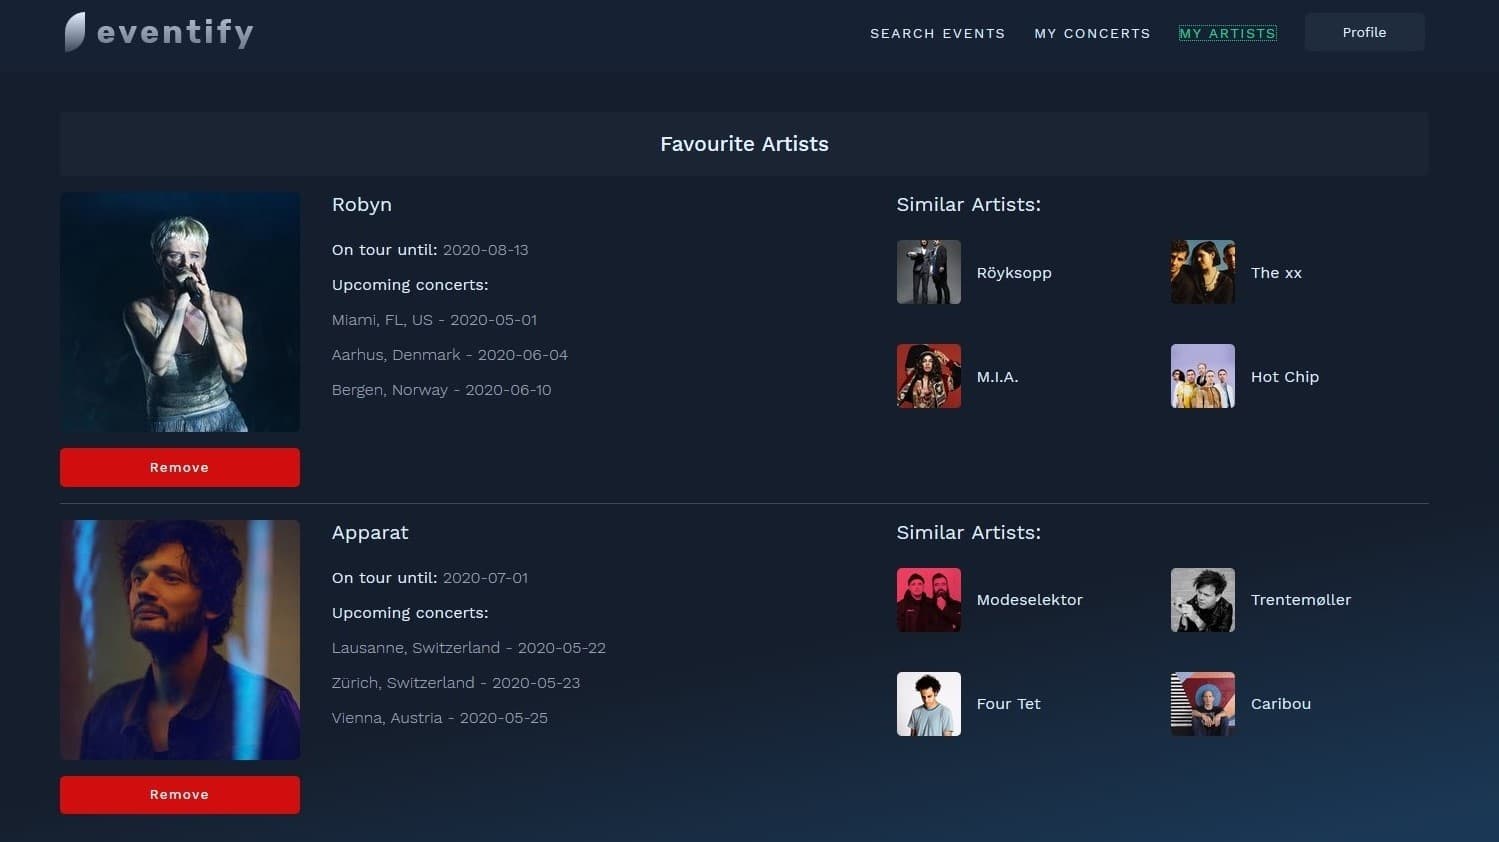 eventify
SEARCH EVENTS
MY CONCERTS
MY ARTISTS
Profile
Favourite Artists
Robyn
On tour until: 2020-08-13
Upcoming concerts:
Miami, FL, US - 2020-05-01
Aarhus, Denmark - 2020-06-04
Bergen, Norway - 2020-06-10
Similar Artists:
Röyksopp
The xx
M.I.A.
Hot Chip
Remove
Apparat
On tour until: 2020-07-01
Upcoming concerts:
Lausanne, Switzerland - 2020-05-22
Zürich, Switzerland - 2020-05-23
Vienna, Austria - 2020-05-25
Similar Artists:
Modeselektor
Trentemøller
Four Tet
Caribou
Remove